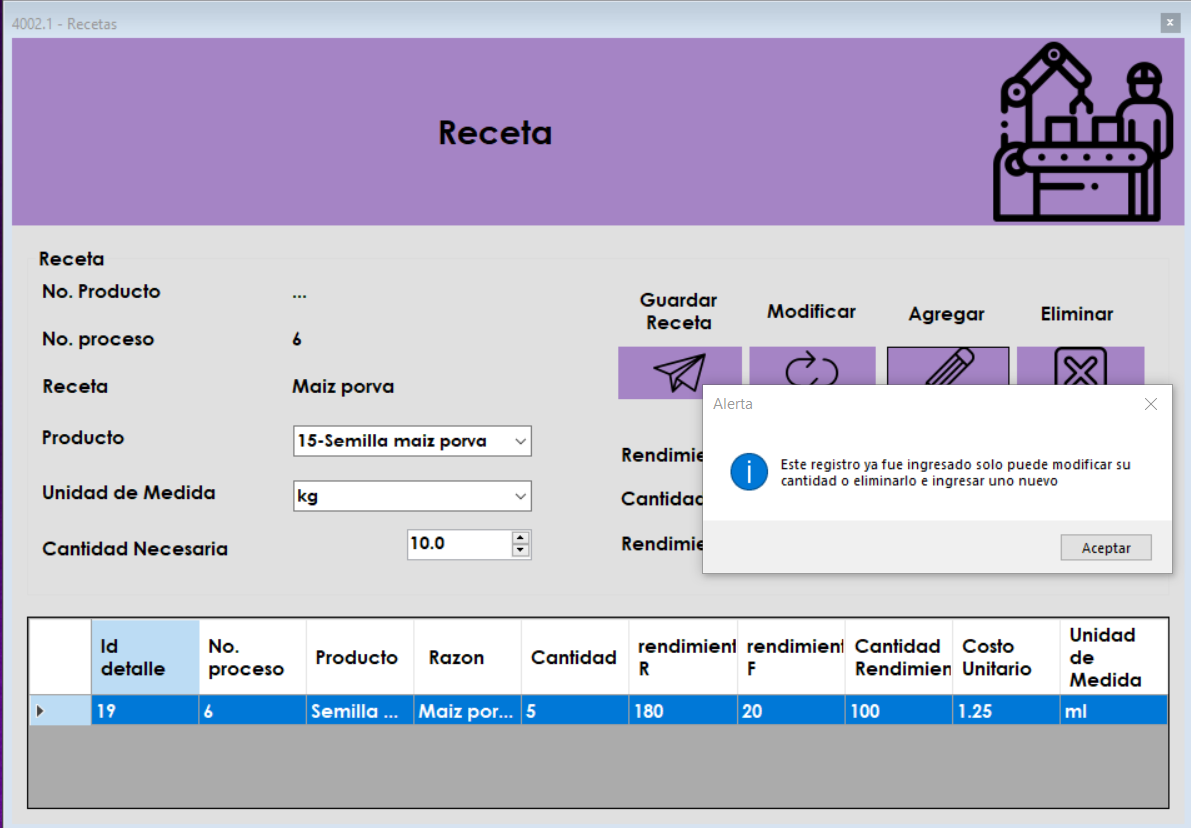 4002.1 - Recetas
Receta
Receta
No. Producto ...
No. proceso 6
Receta Maiz porva
Producto 15-Semilla maiz porva
Unidad de Medida kg
Cantidad Necesaria 10.0
Guardar Receta
Modificar
Agregar
Eliminar
Rendimie
Cantidad
Rendimie
Alerta
Este registro ya fue ingresado solo puede modificar su
cantidad o eliminarlo e ingresar uno nuevo
Aceptar
Id detalle No. proceso Producto Razon Cantidad rendimient R rendimient F Cantidad Rendimien Costo Unitario Unidad de Medida
19 6 Semilla ... Maiz por... 5 180 20 100 1.25 ml